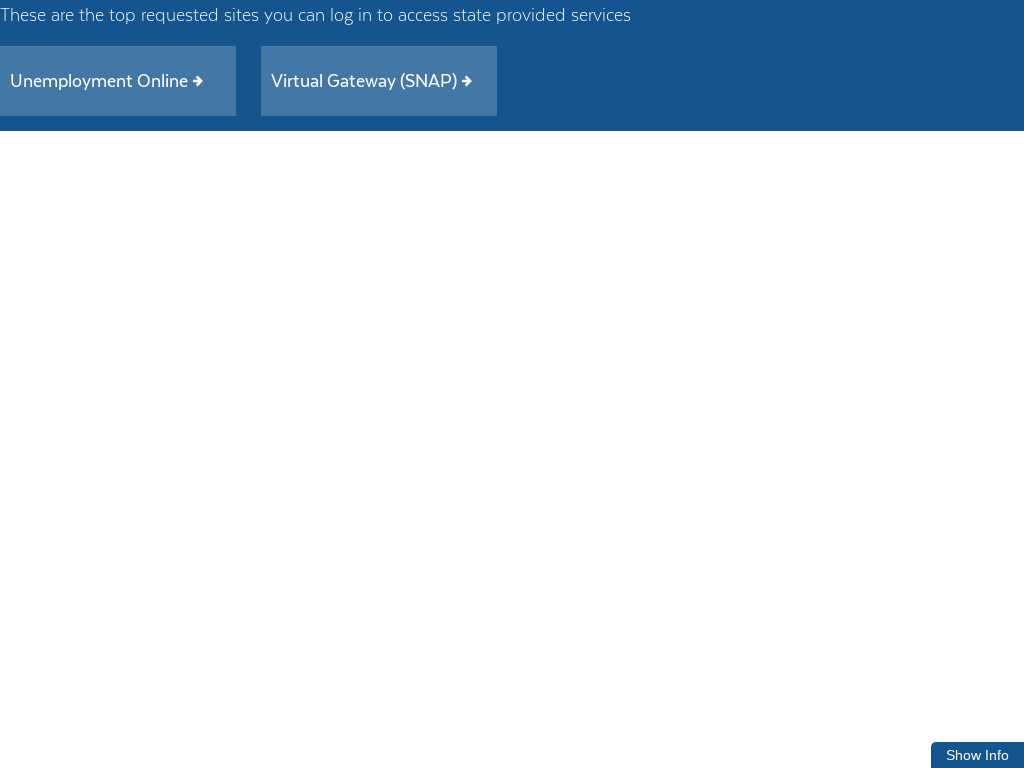 These are the top requested sites you can log in to access state provided services
Unemployment Online
Virtual Gateway (SNAP)
Show Info